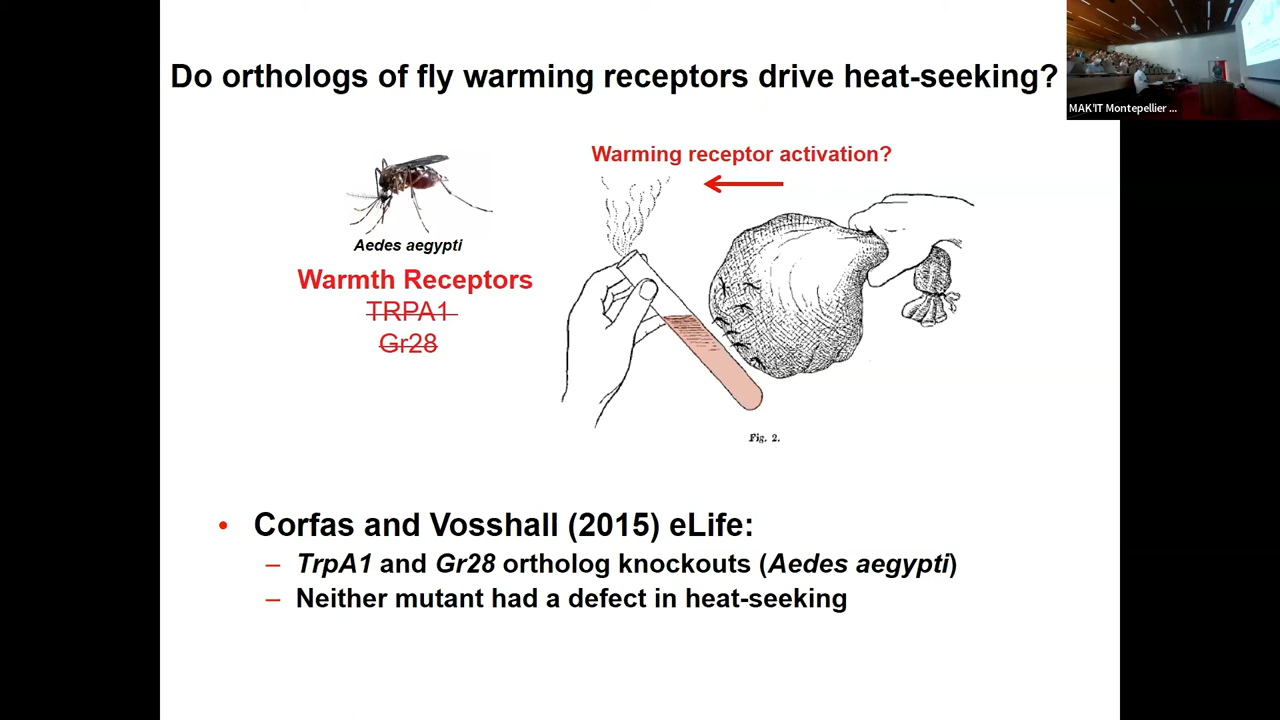 Do orthologs of fly warming receptors drive heat-seeking?
MAK'IT Montepellier ...
Warming receptor activation?
Aedes aegypti
Warmth Receptors
TRPA1
Gr28
Fig. 2.
• Corfas and Vosshall (2015) eLife:
– TrpA1 and Gr28 ortholog knockouts (Aedes aegypti)
– Neither mutant had a defect in heat-seeking